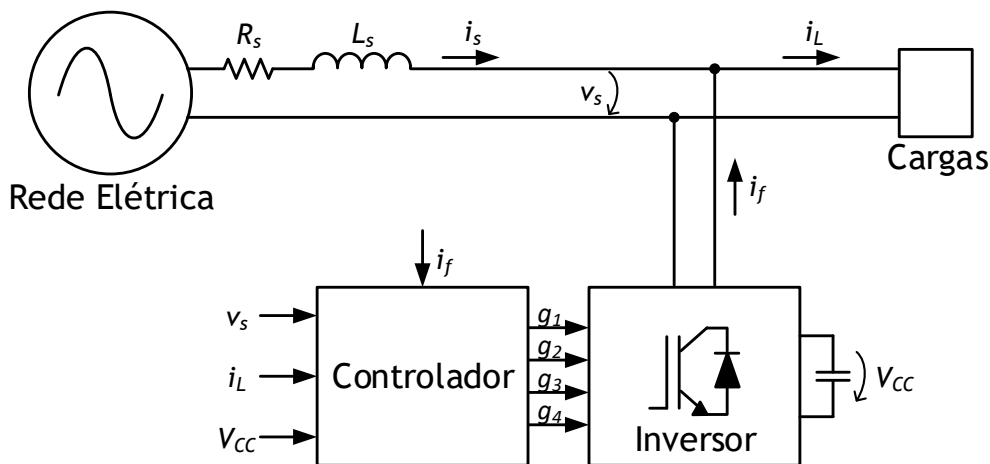 Rs
Ls
is
iL
vs
Cargas
Rede Elétrica
if
if
vs
iL
VCC
Controlador
g1
g2
g3
g4
Inversor
VCC